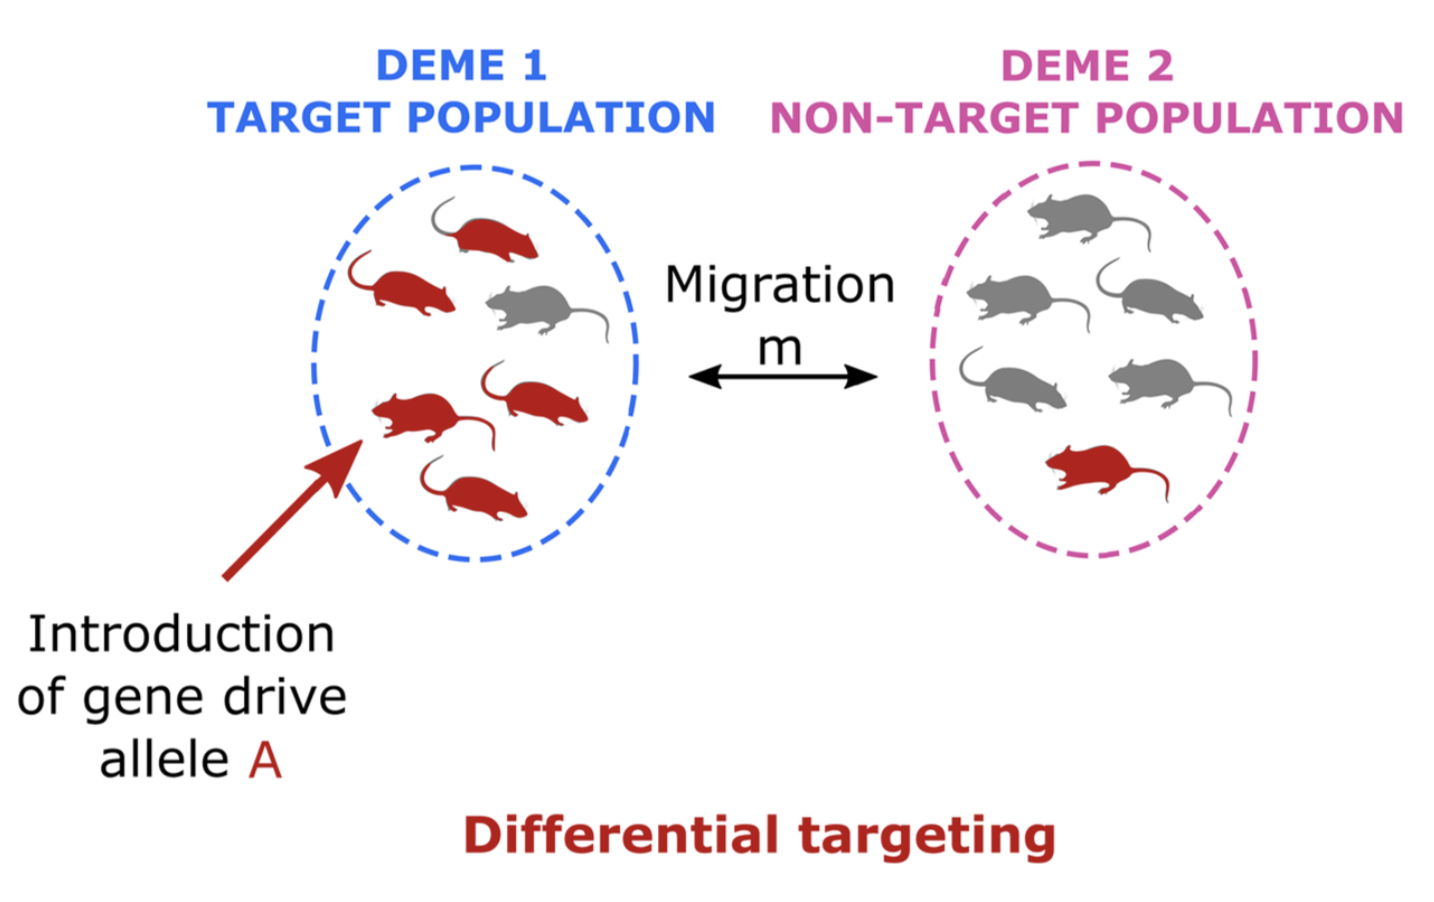 DEME 1
TARGET POPULATION
DEME 2
NON-TARGET POPULATION
Migration
m
Introduction
of gene drive
allele A
Differential targeting